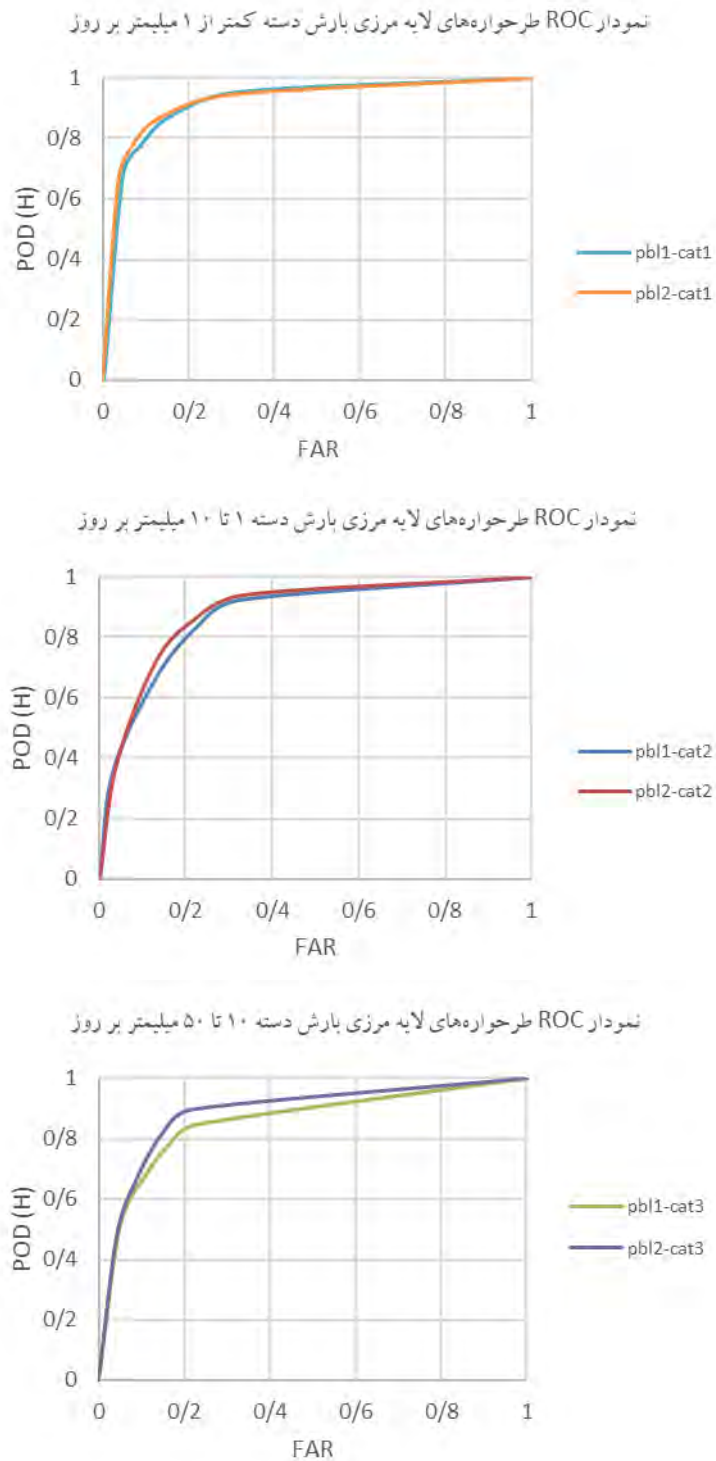 نمودار ROC طرحواره‌های لایه مرزی بارش دسته کمتر از ۱ میلیمتر بر روز
1
0/8
0/6
0/4
0/2
0
POD (H)
0 0/2 0/4 0/6 0/8 1
FAR
pbl1-cat1
pbl2-cat1
نمودار ROC طرحواره‌های لایه مرزی بارش دسته ۱ تا ۱۰ میلیمتر بر روز
1
0/8
0/6
0/4
0/2
0
POD (H)
0 0/2 0/4 0/6 0/8 1
FAR
pbl1-cat2
pbl2-cat2
نمودار ROC طرحواره‌های لایه مرزی بارش دسته ۱۰ تا ۵۰ میلیمتر بر روز
1
0/8
0/6
0/4
0/2
0
POD (H)
0 0/2 0/4 0/6 0/8 1
FAR
pbl1-cat3
pbl2-cat3